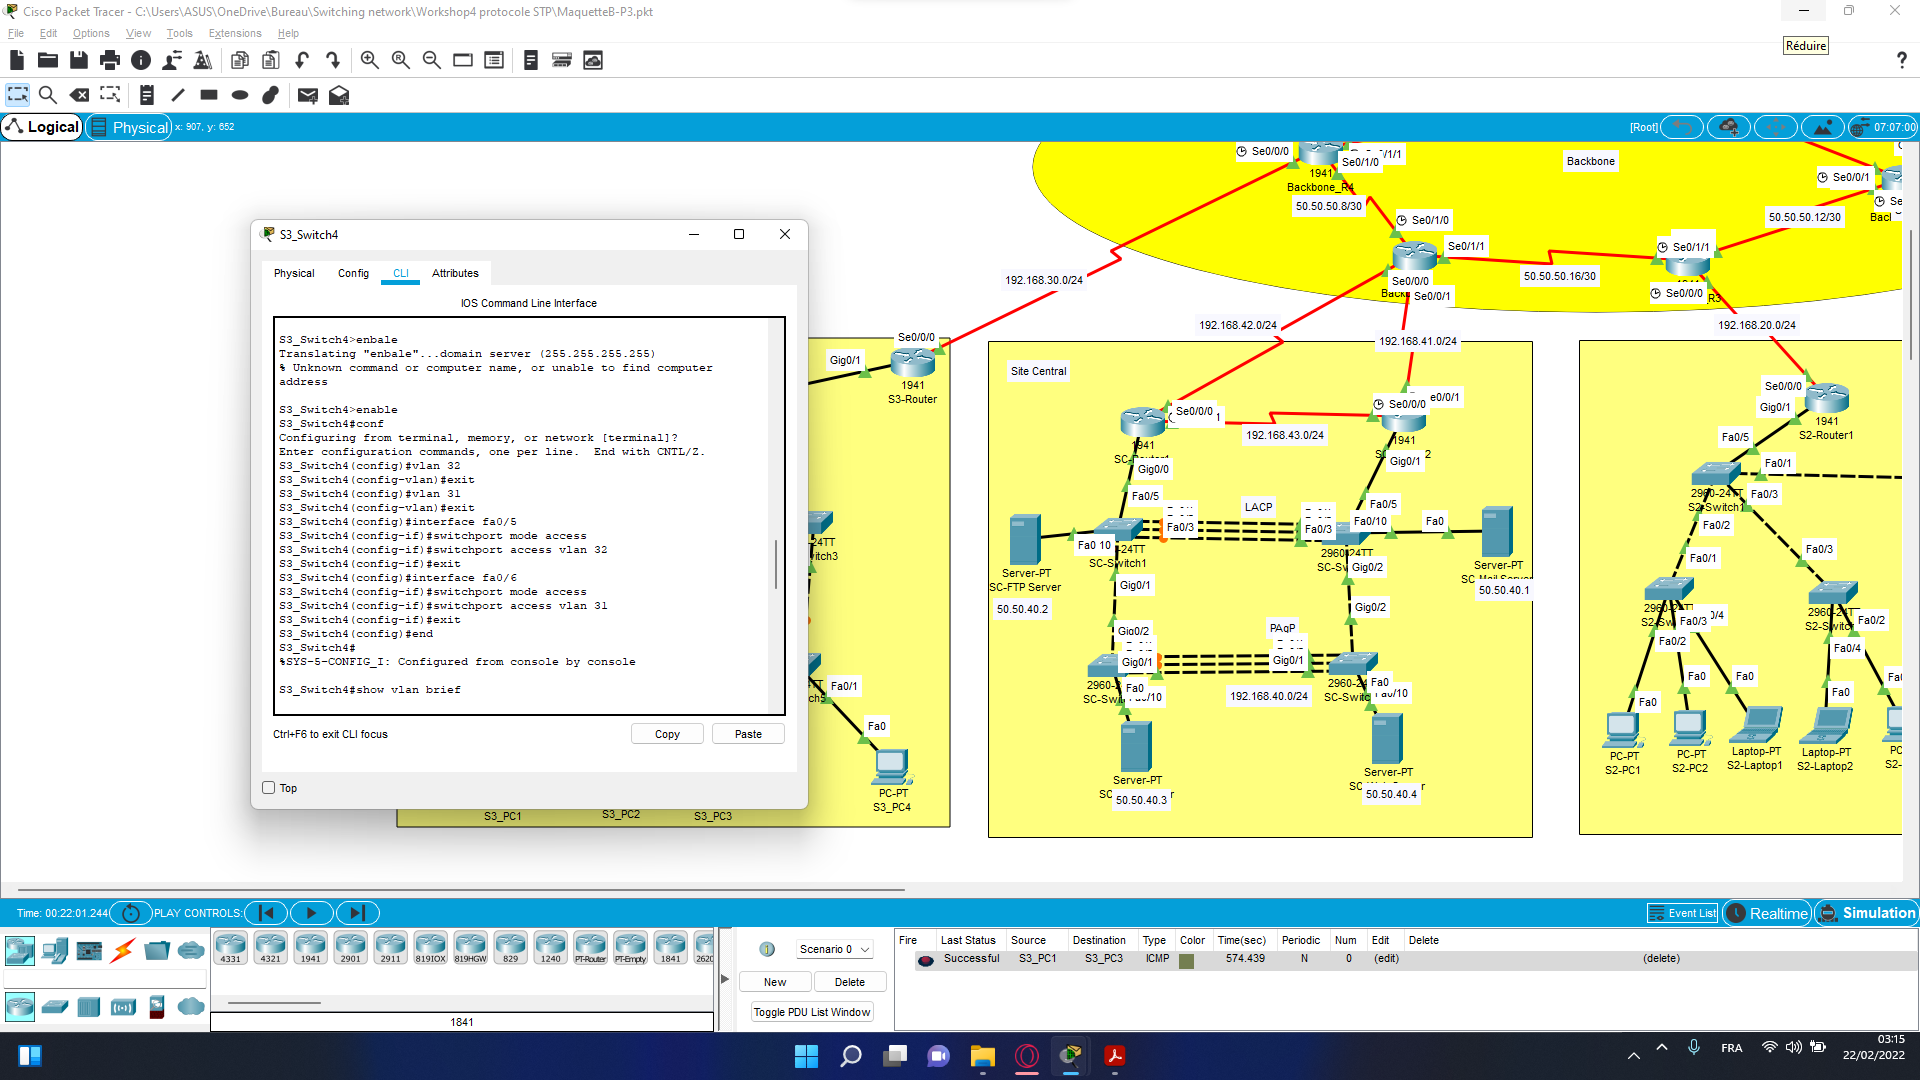 Cisco Packet Tracer - C:\Users\ASUS\OneDrive\Bureau\Switching network\Workshop4 protocole STP\MaquetteB-P3.pkt
File Edit Options View Tools Extensions Help
Réduire
Logical
Physical
x: 907, y: 652
[Root]
07:07:00
Backbone
Se0/0/0
Se0/1/0
1941
Backbone_R4
50.50.50.8/30
Se0/1/0
Se0/1/1
Se0/0/0
Se0/0/1
50.50.50.16/30
Se0/1/1
Se0/0/0
R3
50.50.50.12/30
Se0/0/1
192.168.30.0/24
192.168.42.0/24
192.168.41.0/24
192.168.20.0/24
S3_Switch4
Physical
Config
CLI
Attributes
IOS Command Line Interface
S3_Switch4>enbale
Translating "enbale"...domain server (255.255.255.255)
% Unknown command or computer name, or unable to find computer
address
S3_Switch4>enable
S3_Switch4#conf
Configuring from terminal, memory, or network [terminal]?
Enter configuration commands, one per line.  End with CNTL/Z.
S3_Switch4(config)#vlan 32
S3_Switch4(config-vlan)#exit
S3_Switch4(config)#vlan 31
S3_Switch4(config-vlan)#exit
S3_Switch4(config)#interface fa0/5
S3_Switch4(config-if)#switchport mode access
S3_Switch4(config-if)#switchport access vlan 32
S3_Switch4(config-if)#exit
S3_Switch4(config)#interface fa0/6
S3_Switch4(config-if)#switchport mode access
S3_Switch4(config-if)#switchport access vlan 31
S3_Switch4(config-if)#exit
S3_Switch4(config)#end
S3_Switch4#
%SYS-5-CONFIG_I: Configured from console by console
S3_Switch4#show vlan brief
Ctrl+F6 to exit CLI focus
Copy
Paste
Top
Se0/0/0
Gig0/1
1941
S3-Router
Fa0/1
Fa0
PC-PT
S3_PC4
S3_PC1
S3_PC2
S3_PC3
Site Central
Se0/0/0
1941
Gig0/0
Fa0/5
192.168.43.0/24
Se0/0/0
1941
Gig0/1
Fa0/5
LACP
Fa0/3
Fa0/3
Fa0/10
Fa0
Fa0 10
SC-Switch1
Server-PT
SC-FTP Server
50.50.40.2
Server-PT
50.50.40.1
Gig0/1
Gig0/2
Gig0/2
Gig0/2
Gig0/1
PAgP
Gig0/1
192.168.40.0/24
Fa0
Fa0
Server-PT
50.50.40.3
Server-PT
50.50.40.4
Se0/0/0
Gig0/1
1941
S2-Router1
Fa0/5
Fa0/1
Fa0/3
S2-Switch1
Fa0/2
Fa0/1
Fa0/3
Fa0/3
Fa0/2
Fa0/2
Fa0/4
Fa0
Fa0
Fa0
Fa0
PC-PT
S2-PC1
PC-PT
S2-PC2
Laptop-PT
S2-Laptop1
Laptop-PT
S2-Laptop2
Time: 00:22:01.244
PLAY CONTROLS:
Event List
Realtime
Simulation
4331 4321 1941 2901 2911 819IOX 819HGW 829 1240 PT-Router PT-Empty 1841
1841
Scenario 0
New
Delete
Toggle PDU List Window
Fire Last Status Source Destination Type Color Time(sec) Periodic Num Edit Delete
Successful S3_PC1 S3_PC3 ICMP 574.439 N 0 (edit) (delete)
FRA
03:15
22/02/2022